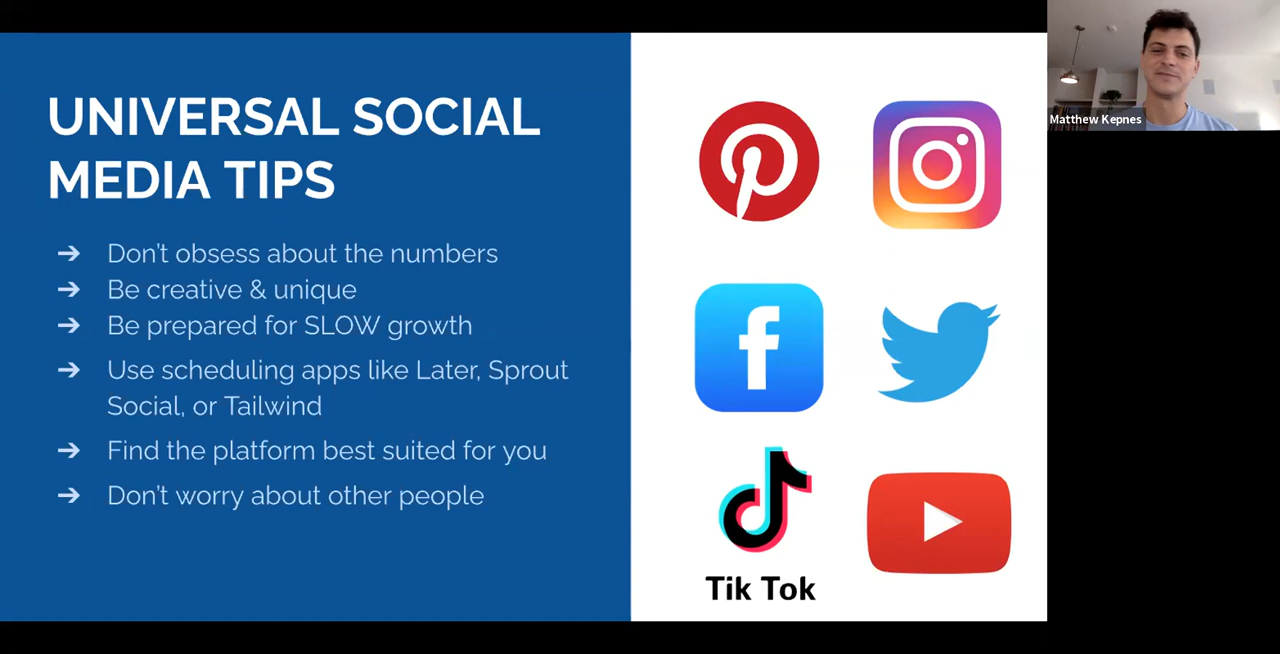 UNIVERSAL SOCIAL
MEDIA TIPS
➔ Don't obsess about the numbers
➔ Be creative & unique
➔ Be prepared for SLOW growth
➔ Use scheduling apps like Later, Sprout
Social, or Tailwind
➔ Find the platform best suited for you
➔ Don't worry about other people
Tik Tok
Matthew Kepnes